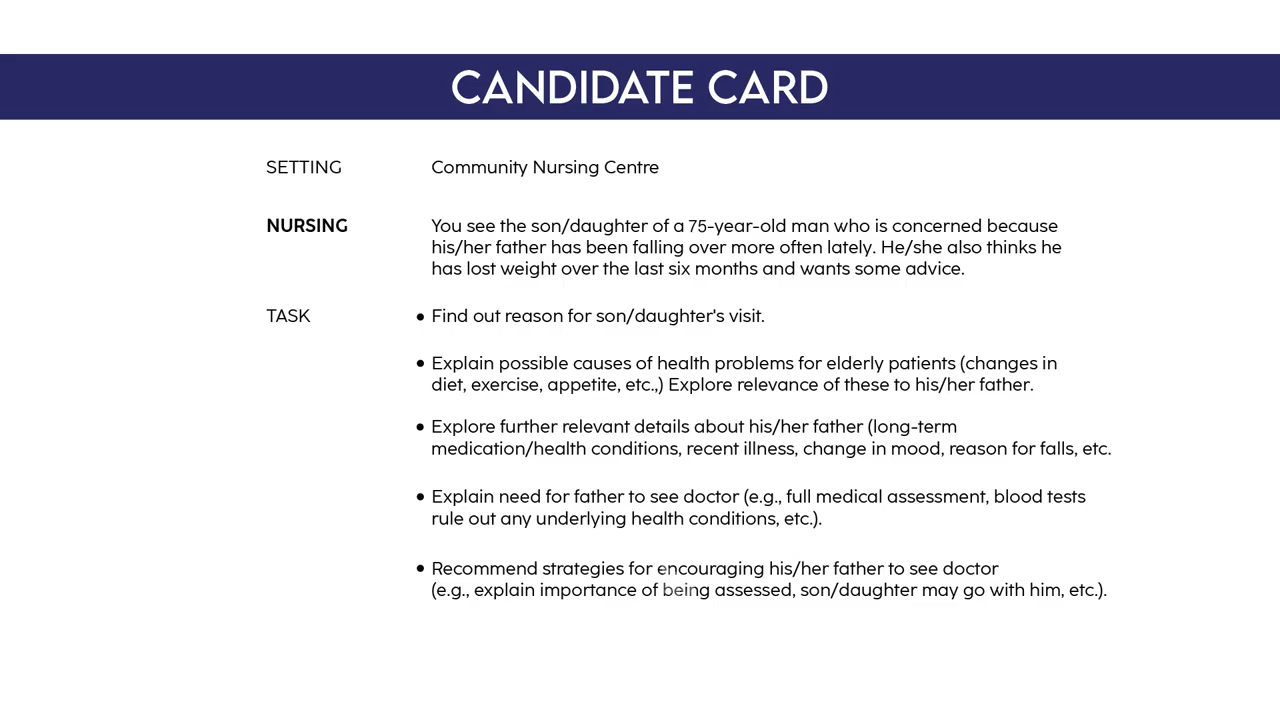 CANDIDATE CARD
SETTING Community Nursing Centre
NURSING You see the son/daughter of a 75-year-old man who is concerned because
his/her father has been falling over more often lately. He/she also thinks he
has lost weight over the last six months and wants some advice.
TASK • Find out reason for son/daughter's visit.
• Explain possible causes of health problems for elderly patients (changes in
diet, exercise, appetite, etc.,) Explore relevance of these to his/her father.
• Explore further relevant details about his/her father (long-term
medication/health conditions, recent illness, change in mood, reason for falls, etc.
• Explain need for father to see doctor (e.g., full medical assessment, blood tests
rule out any underlying health conditions, etc.).
• Recommend strategies for encouraging his/her father to see doctor
(e.g., explain importance of being assessed, son/daughter may go with him, etc.).